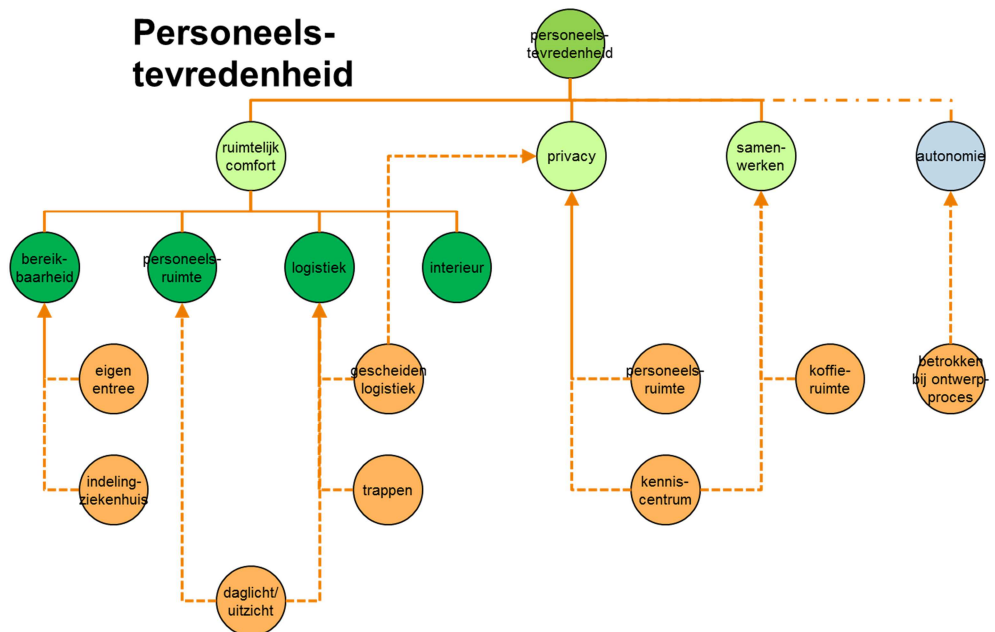 Personeels-
tevredenheid
personeels-
tevredenheid
ruimtelijk
comfort
privacy
samen-
werken
autonomie
bereik-
baarheid
personeels-
ruimte
logistiek
interieur
eigen
entree
gescheiden
logistiek
personeels-
ruimte
koffie-
ruimte
betrokken
bij ontwerp-
proces
indeling-
ziekenhuis
trappen
kennis-
centrum
daglicht/
uitzicht